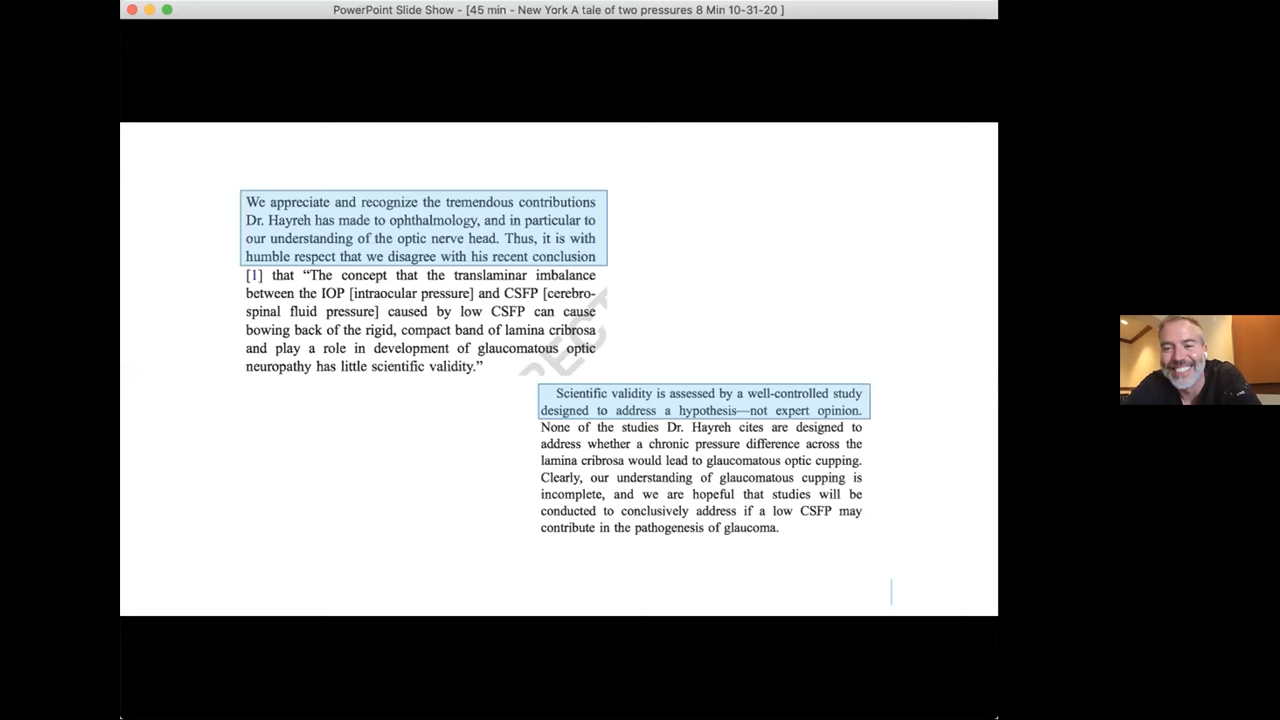 PowerPoint Slide Show - [45 min - New York A tale of two pressures 8 Min 10-31-20 ]
We appreciate and recognize the tremendous contributions
Dr. Hayreh has made to ophthalmology, and in particular to
our understanding of the optic nerve head. Thus, it is with
humble respect that we disagree with his recent conclusion
[1] that “The concept that the translaminar imbalance
between the IOP [intraocular pressure] and CSFP [cerebro-
spinal fluid pressure] caused by low CSFP can cause
bowing back of the rigid, compact band of lamina cribrosa
and play a role in development of glaucomatous optic
neuropathy has little scientific validity.”
RECT
Scientific validity is assessed by a well-controlled study
designed to address a hypothesis—not expert opinion.
None of the studies Dr. Hayreh cites are designed to
address whether a chronic pressure difference across the
lamina cribrosa would lead to glaucomatous optic cupping.
Clearly, our understanding of glaucomatous cupping is
incomplete, and we are hopeful that studies will be
conducted to conclusively address if a low CSFP may
contribute in the pathogenesis of glaucoma.